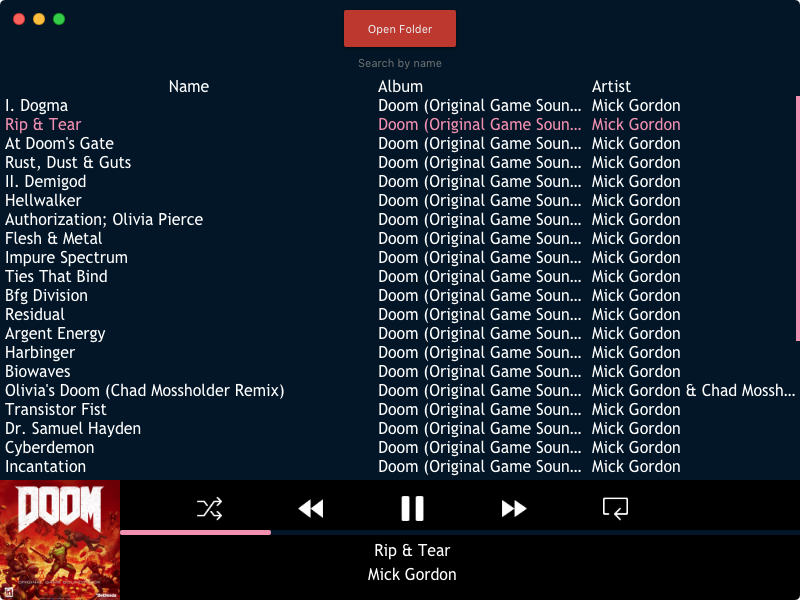 Open Folder
Search by name
Name Album Artist
I. Dogma Doom (Original Game Soun... Mick Gordon
Rip & Tear Doom (Original Game Soun... Mick Gordon
At Doom's Gate Doom (Original Game Soun... Mick Gordon
Rust, Dust & Guts Doom (Original Game Soun... Mick Gordon
II. Demigod Doom (Original Game Soun... Mick Gordon
Hellwalker Doom (Original Game Soun... Mick Gordon
Authorization; Olivia Pierce Doom (Original Game Soun... Mick Gordon
Flesh & Metal Doom (Original Game Soun... Mick Gordon
Impure Spectrum Doom (Original Game Soun... Mick Gordon
Ties That Bind Doom (Original Game Soun... Mick Gordon
Bfg Division Doom (Original Game Soun... Mick Gordon
Residual Doom (Original Game Soun... Mick Gordon
Argent Energy Doom (Original Game Soun... Mick Gordon
Harbinger Doom (Original Game Soun... Mick Gordon
Biowaves Doom (Original Game Soun... Mick Gordon
Olivia's Doom (Chad Mossholder Remix) Doom (Original Game Soun... Mick Gordon & Chad Mossh...
Transistor Fist Doom (Original Game Soun... Mick Gordon
Dr. Samuel Hayden Doom (Original Game Soun... Mick Gordon
Cyberdemon Doom (Original Game Soun... Mick Gordon
Incantation Doom (Original Game Soun... Mick Gordon
DOOM
Rip & Tear
Mick Gordon